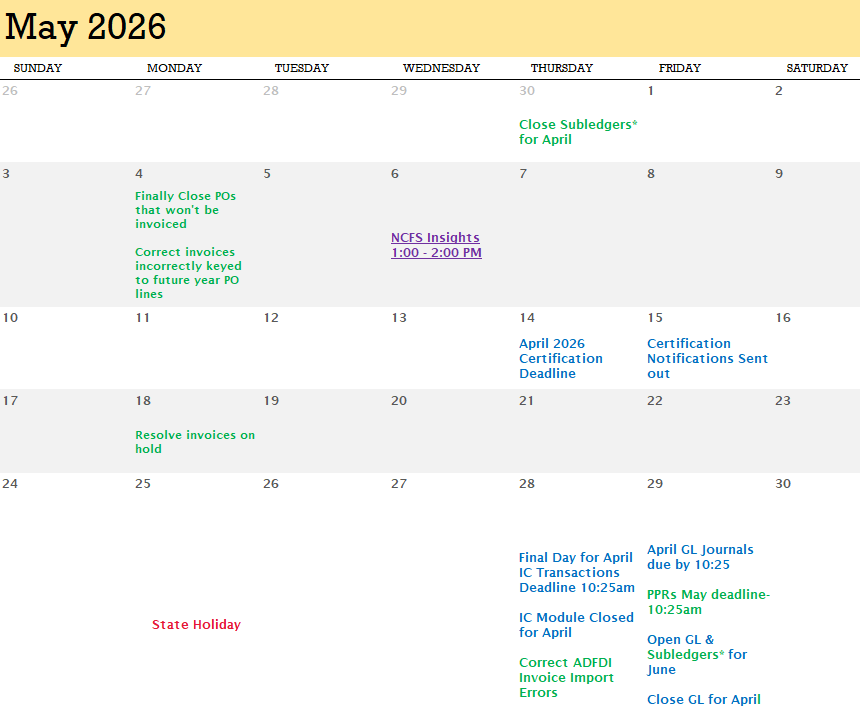 May 2026
SUNDAY MONDAY TUESDAY WEDNESDAY THURSDAY FRIDAY SATURDAY
26 27 28 29 30 1 2
Close Subledgers*
for April
3 4 5 6 7 8 9
Finally Close POs
that won't be
invoiced
Correct invoices
incorrectly keyed
to future year PO
lines
NCFS Insights
1:00 - 2:00 PM
10 11 12 13 14 15 16
April 2026
Certification
Deadline
Certification
Notifications Sent
out
17 18 19 20 21 22 23
Resolve invoices on
hold
24 25 26 27 28 29 30
State Holiday
Final Day for April
IC Transactions
Deadline 10:25am
IC Module Closed
for April
Correct ADFDI
Invoice Import
Errors
April GL Journals
due by 10:25
PPRs May deadline-
10:25am
Open GL &
Subledgers* for
June
Close GL for April